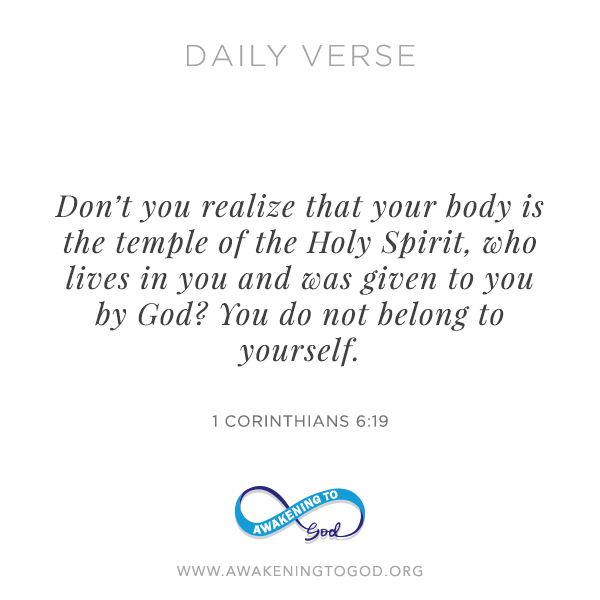 DAILY VERSE
Don’t you realize that your body is
the temple of the Holy Spirit, who
lives in you and was given to you
by God? You do not belong to
yourself.
1 CORINTHIANS 6:19
AWAKENING TO
God
WWW.AWAKENINGTOGOD.ORG